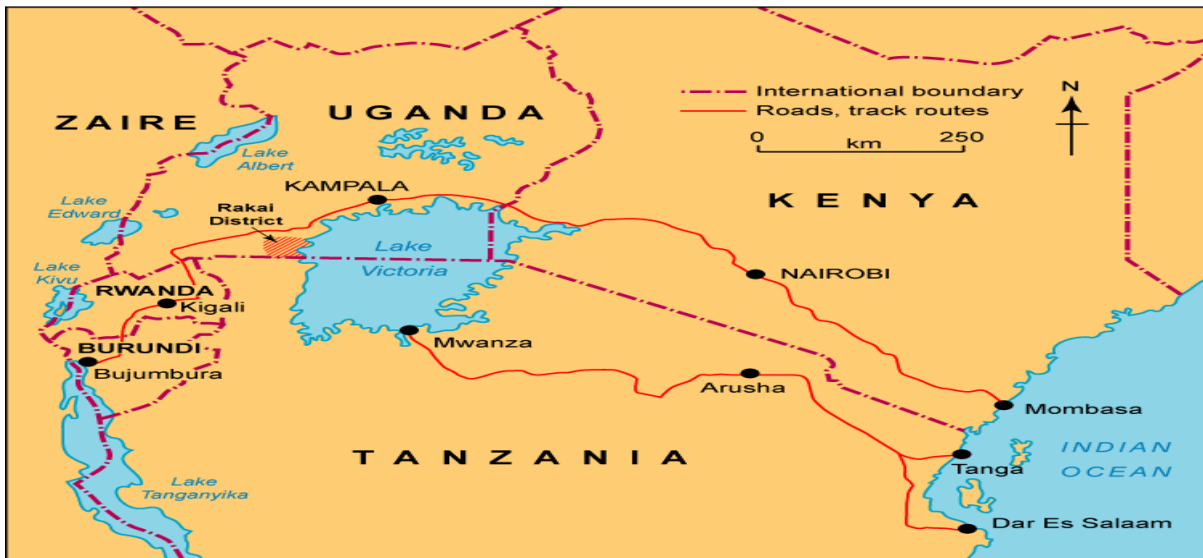 International boundary
Roads, track routes
0 250
km
N
ZAIRE
UGANDA
KENYA
Lake
Albert
KAMPALA
Lake
Edward
Rakai
District
Lake
Victoria
Lake
Kivu
RWANDA
Kigali
NAIROBI
BURUNDI
Bujumbura
Mwanza
Arusha
Mombasa
TANZANIA
Tanga
INDIAN
OCEAN
Lake
Tanganyika
Dar Es Salaam